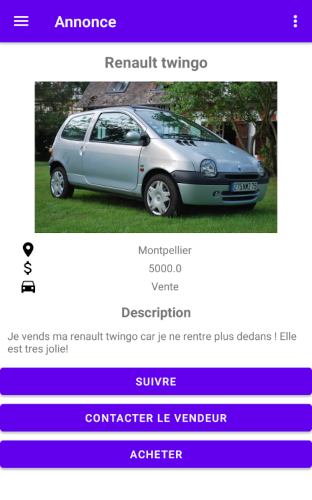 Annonce
Renault twingo
Montpellier
$
5000.0
Vente
Description
Je vends ma renault twingo car je ne rentre plus dedans ! Elle
est tres jolie!
SUIVRE
CONTACTER LE VENDEUR
ACHETER